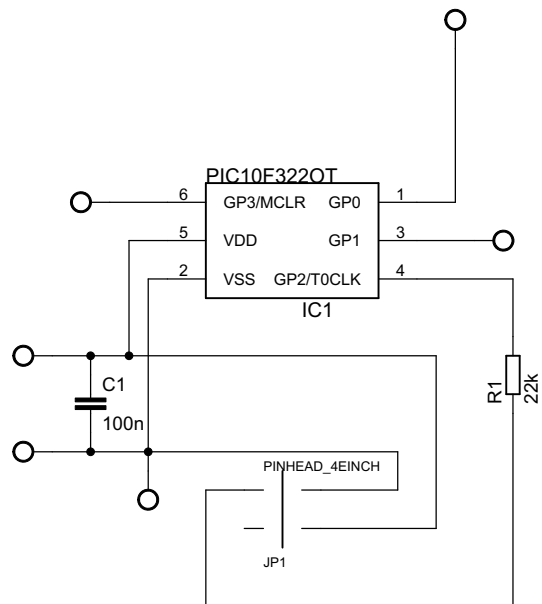 PIC10F322OT
6 GP3/MCLR GP0 1
5 VDD GP1 3
2 VSS GP2/T0CLK 4
IC1
C1
100n
R1
22k
PINHEAD_4EINCH
JP1